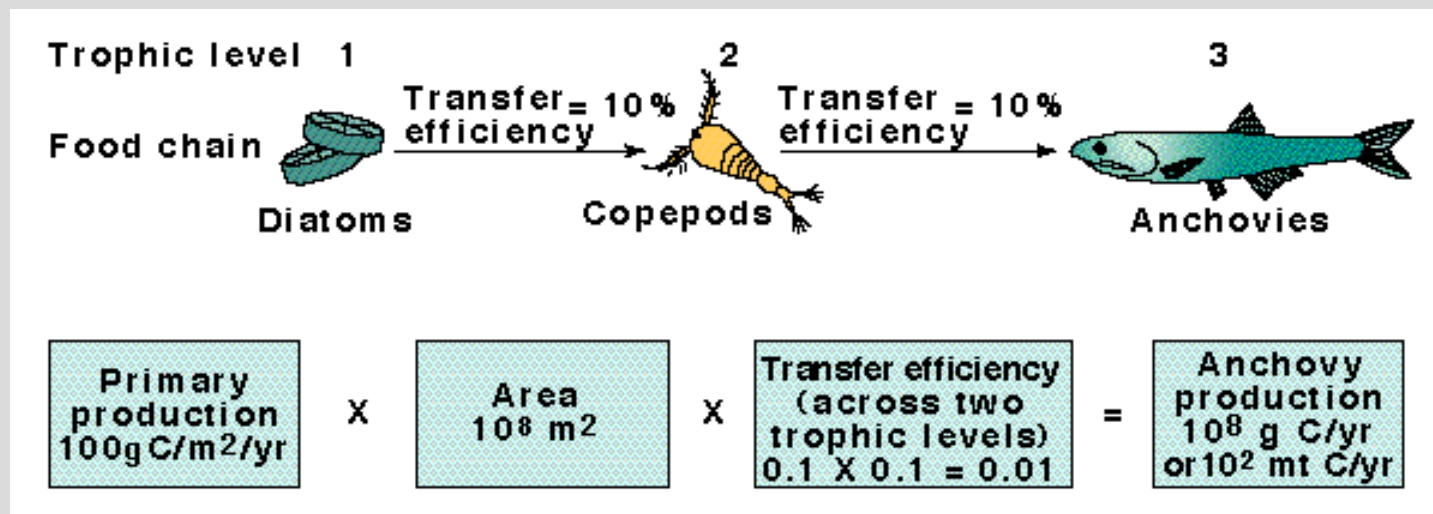 Trophic level 1 2 3
Transfer efficiency = 10% Transfer efficiency = 10%
Food chain
Diatoms Copepods Anchovies
Primary production 100g C/m²/yr
X
Area 10⁸ m²
X
Transfer efficiency (across two trophic levels) 0.1 X 0.1 = 0.01
=
Anchovy production 10⁸ g C/yr or 10² mt C/yr